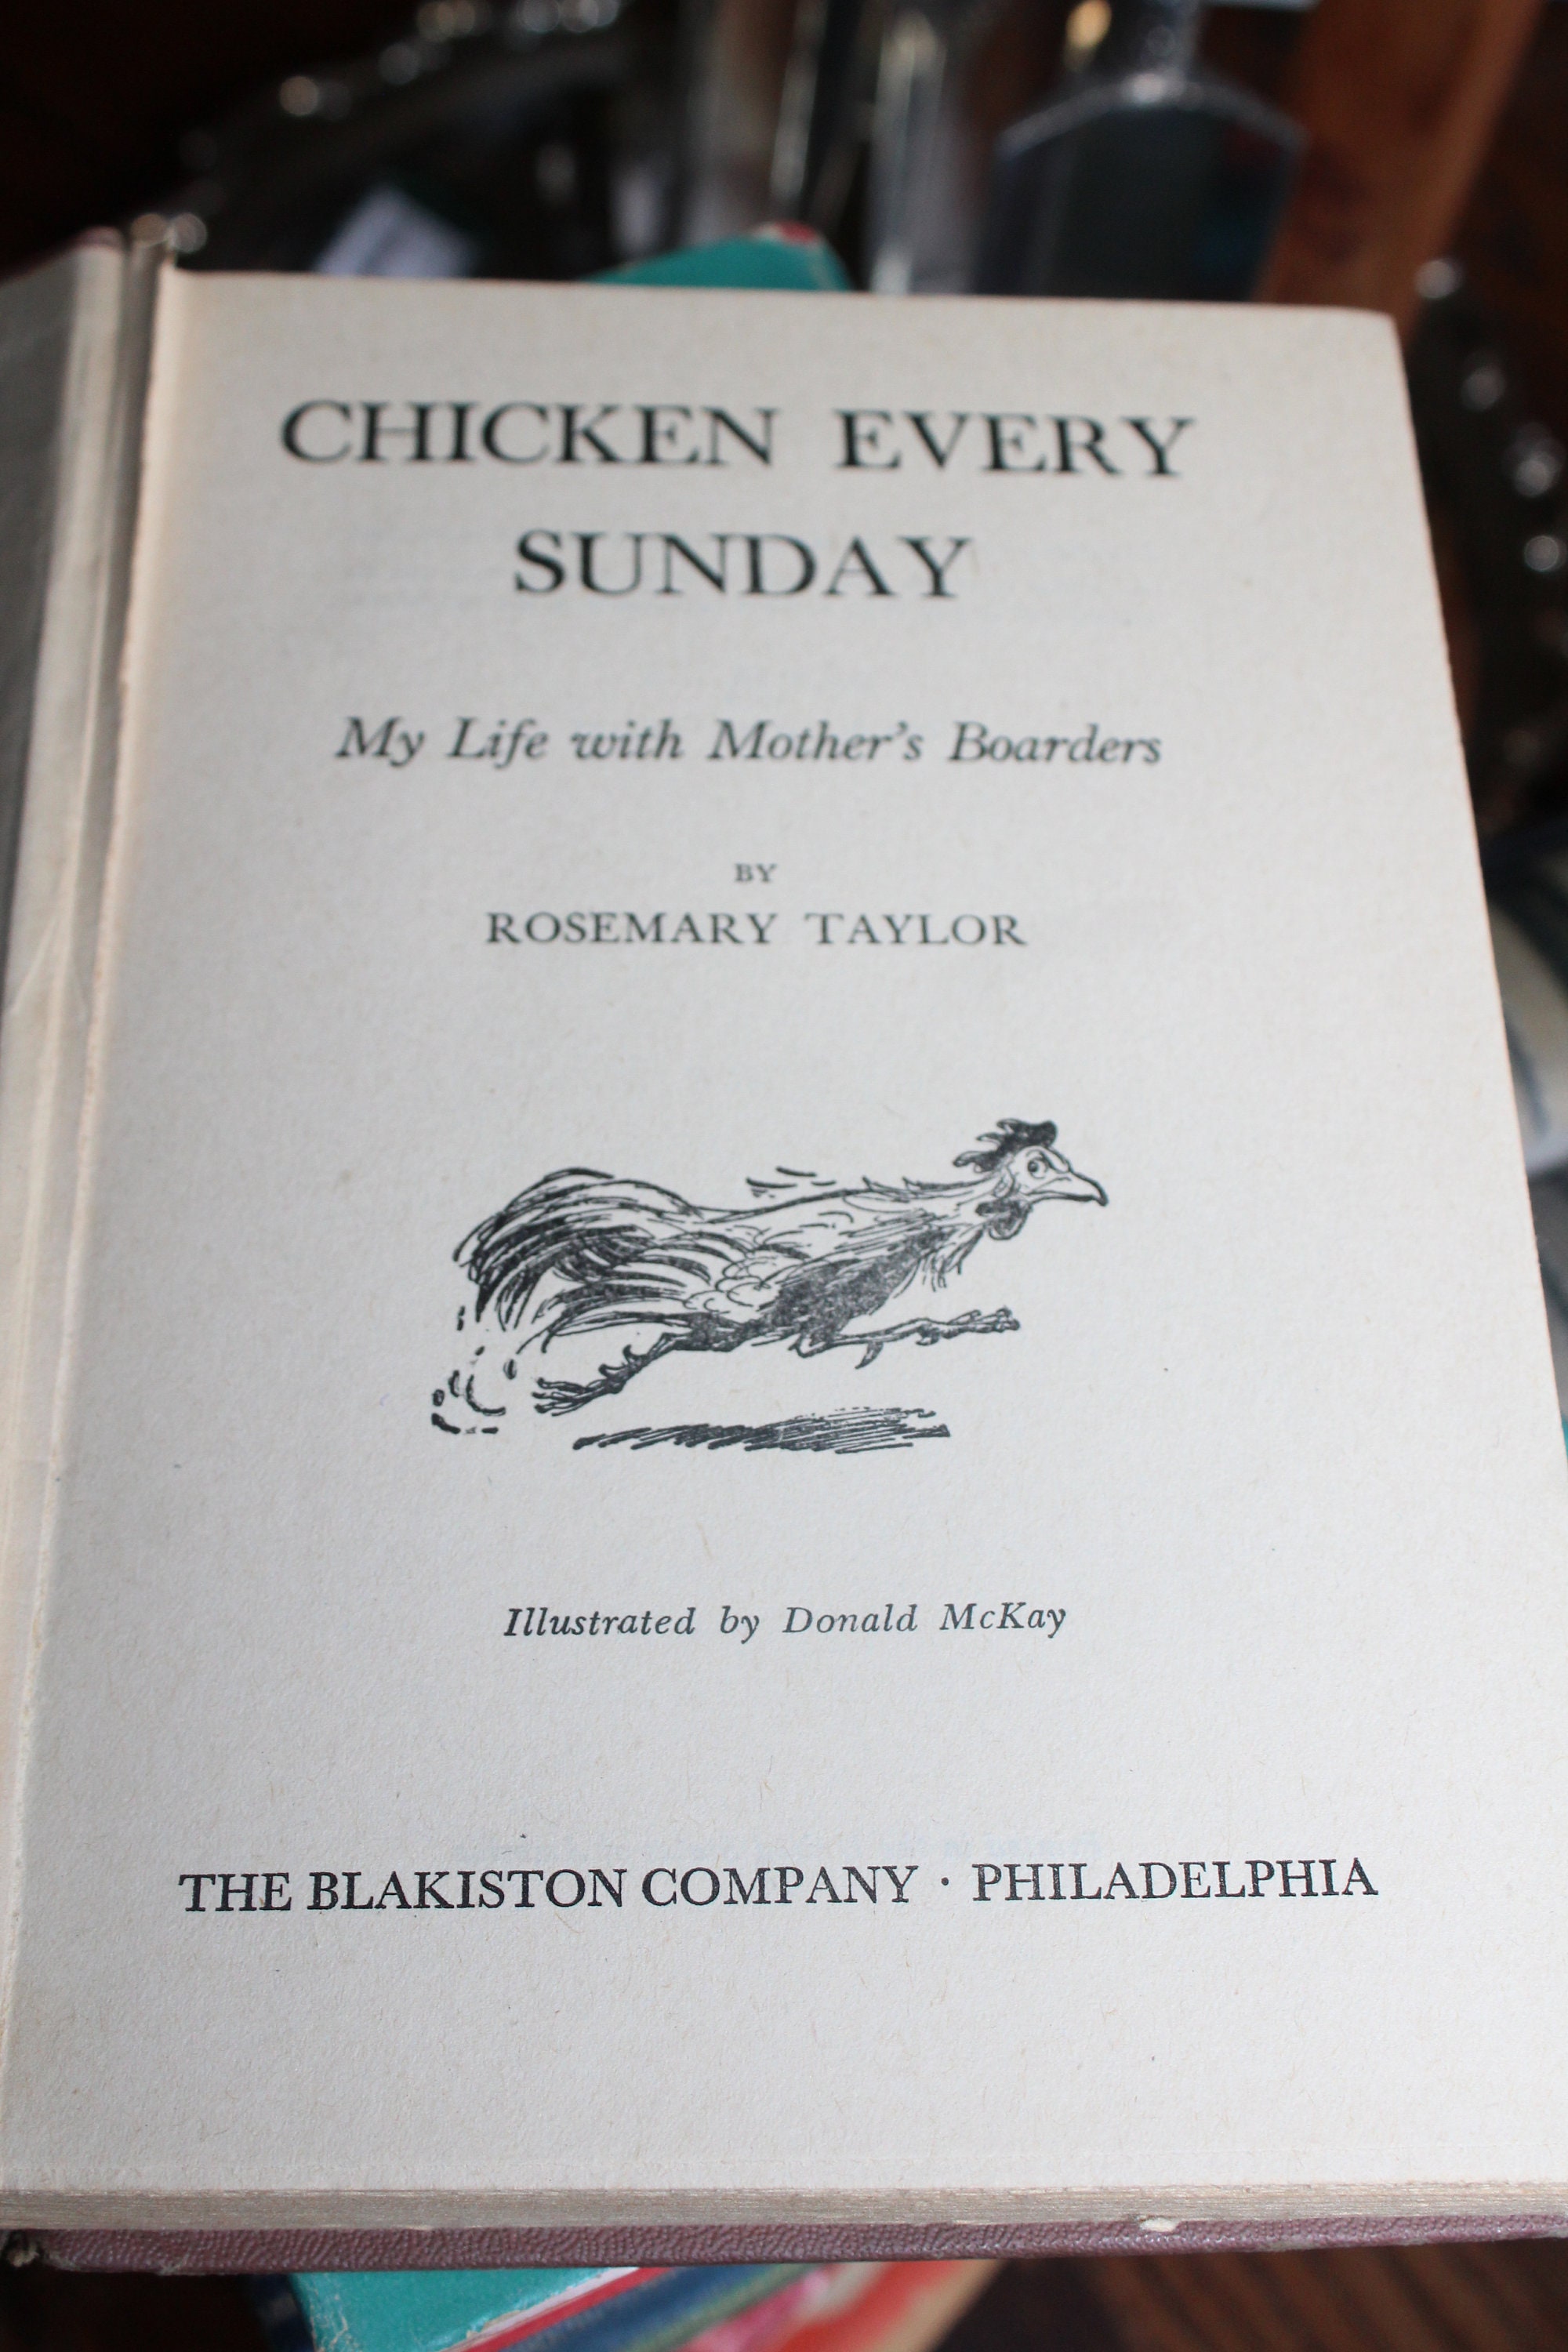 CHICKEN EVERY
SUNDAY
My Life with Mother's Boarders
BY
ROSEMARY TAYLOR
Illustrated by Donald McKay
THE BLAKISTON COMPANY · PHILADELPHIA